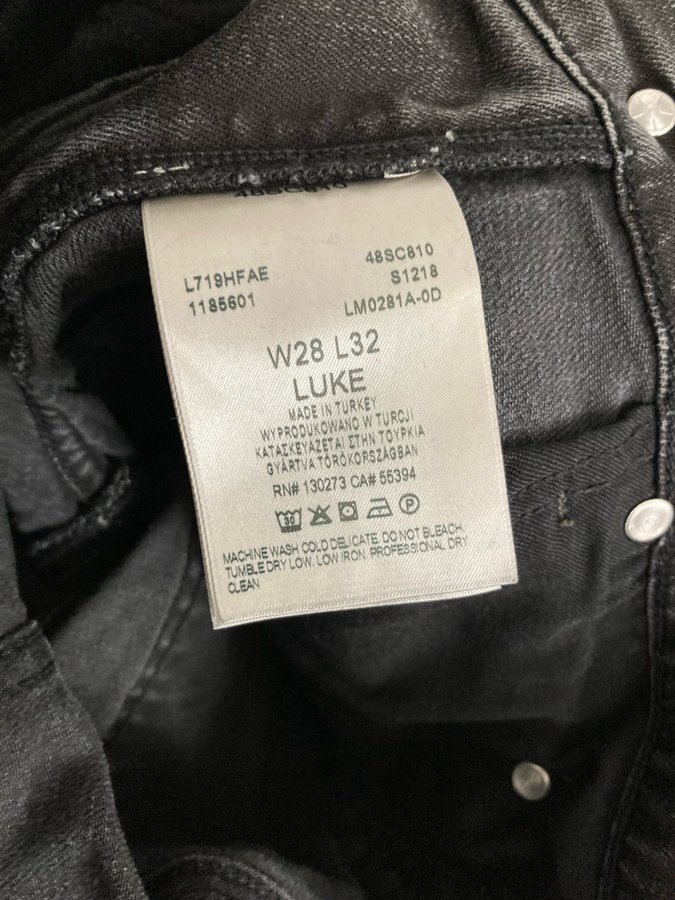 48SC810
L719HFAE 48SC810
1185601 S1218
LM0281A-0D
W28 L32
LUKE
MADE IN TURKEY
WYPRODUKOWANO W TURCJI
ΚΑΤΑΣΚΕΥΑΖΕΤΑΙ ΣΤΗΝ ΤΟΥΡΚΙΑ
GYÁRTVA TÖRÖKORSZÁGBAN
RN# 130273 CA# 55394
30 P
MACHINE WASH COLD DELICATE. DO NOT BLEACH.
TUMBLE DRY LOW. LOW IRON. PROFESSIONAL DRY
CLEAN